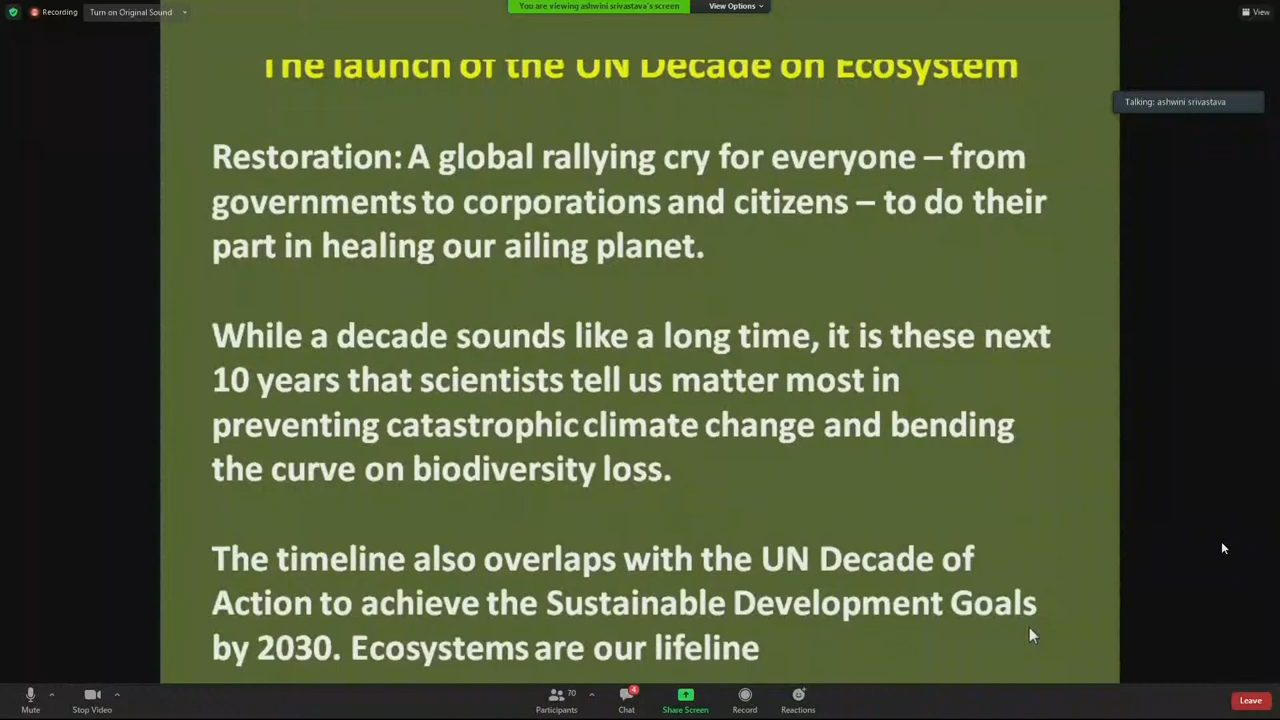 Recording
Turn on Original Sound
You are viewing ashwini srivastava's screen
View Options
View
The launch of the UN Decade on Ecosystem
Talking: ashwini srivastava
Restoration: A global rallying cry for everyone – from
governments to corporations and citizens – to do their
part in healing our ailing planet.
While a decade sounds like a long time, it is these next
10 years that scientists tell us matter most in
preventing catastrophic climate change and bending
the curve on biodiversity loss.
The timeline also overlaps with the UN Decade of
Action to achieve the Sustainable Development Goals
by 2030. Ecosystems are our lifeline
Mute
Stop Video
70
Participants
4
Chat
Share Screen
Record
Reactions
Leave